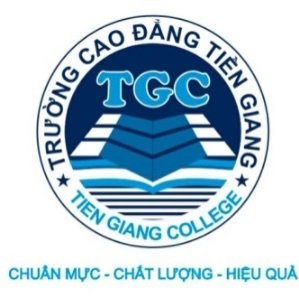 TRƯỜNG CAO ĐẲNG TIỀN GIANG
TGC
TIEN GIANG COLLEGE
CHUẨN MỰC - CHẤT LƯỢNG - HIỆU QUẢ